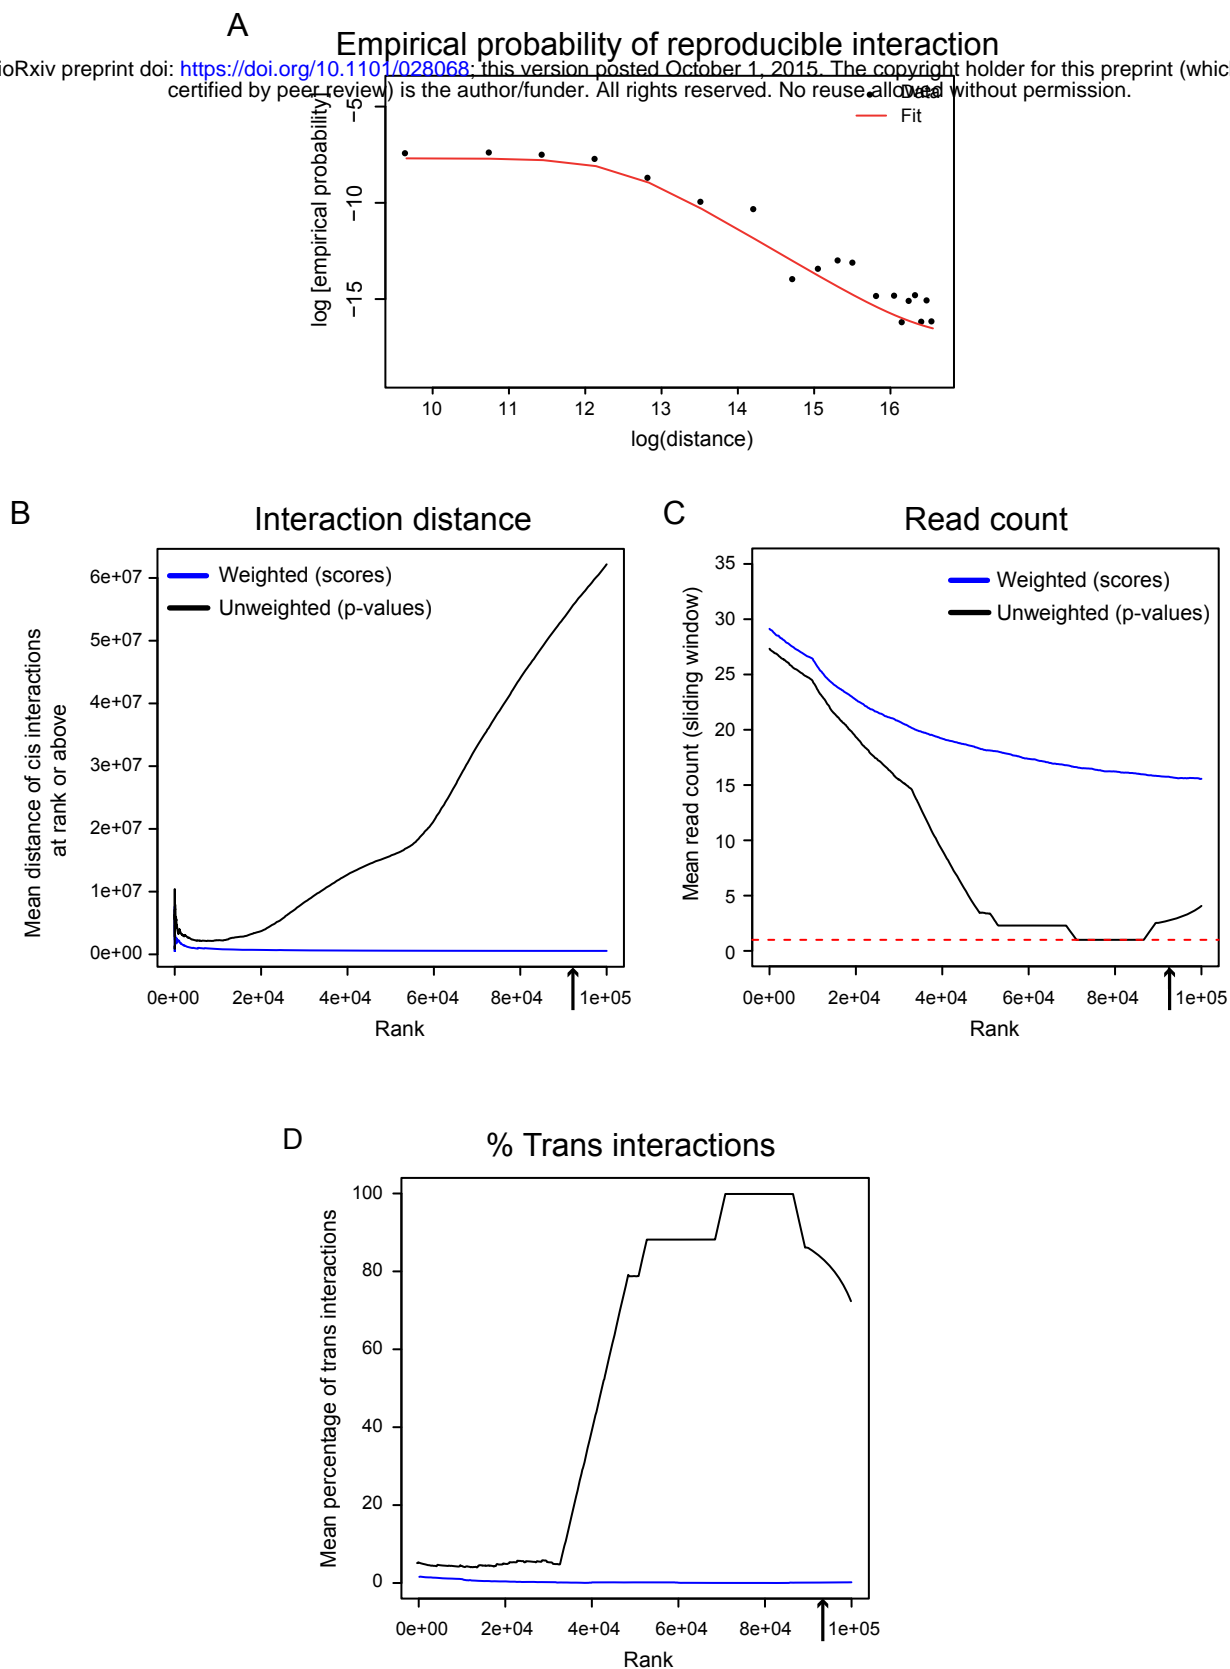 A
Empirical probability of reproducible interaction
ioRxiv preprint doi: https://doi.org/10.1101/028068; this version posted October 1, 2015. The copyright holder for this preprint (whic
certified by peer review) is the author/funder. All rights reserved. No reuse allowed without permission.
Data
Fit
log [empirical probability]
−5
−10
−15
10 11 12 13 14 15 16
log(distance)
B
Interaction distance
Weighted (scores)
Unweighted (p-values)
Mean distance of cis interactions
at rank or above
6e+07
5e+07
4e+07
3e+07
2e+07
1e+07
0e+00
0e+00 2e+04 4e+04 6e+04 8e+04 1e+05
Rank
C
Read count
Weighted (scores)
Unweighted (p-values)
Mean read count (sliding window)
35
30
25
20
15
10
5
0
0e+00 2e+04 4e+04 6e+04 8e+04 1e+05
Rank
D
% Trans interactions
Mean percentage of trans interactions
100
80
60
40
20
0
0e+00 2e+04 4e+04 6e+04 8e+04 1e+05
Rank